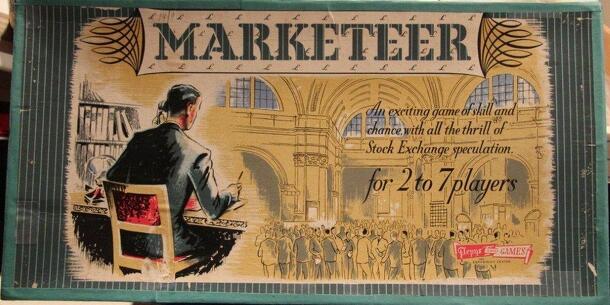 MARKETEER
An exciting game of skill and
chance, with all the thrill of
Stock Exchange speculation.
for 2 to 7 players
GAMES